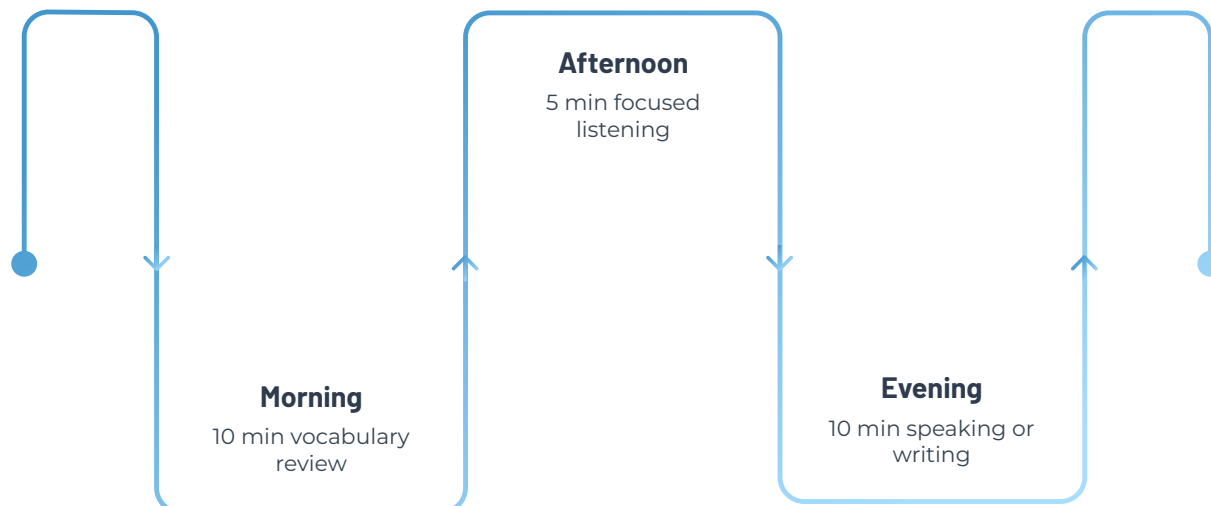 Morning
10 min vocabulary
review
Afternoon
5 min focused
listening
Evening
10 min speaking or
writing